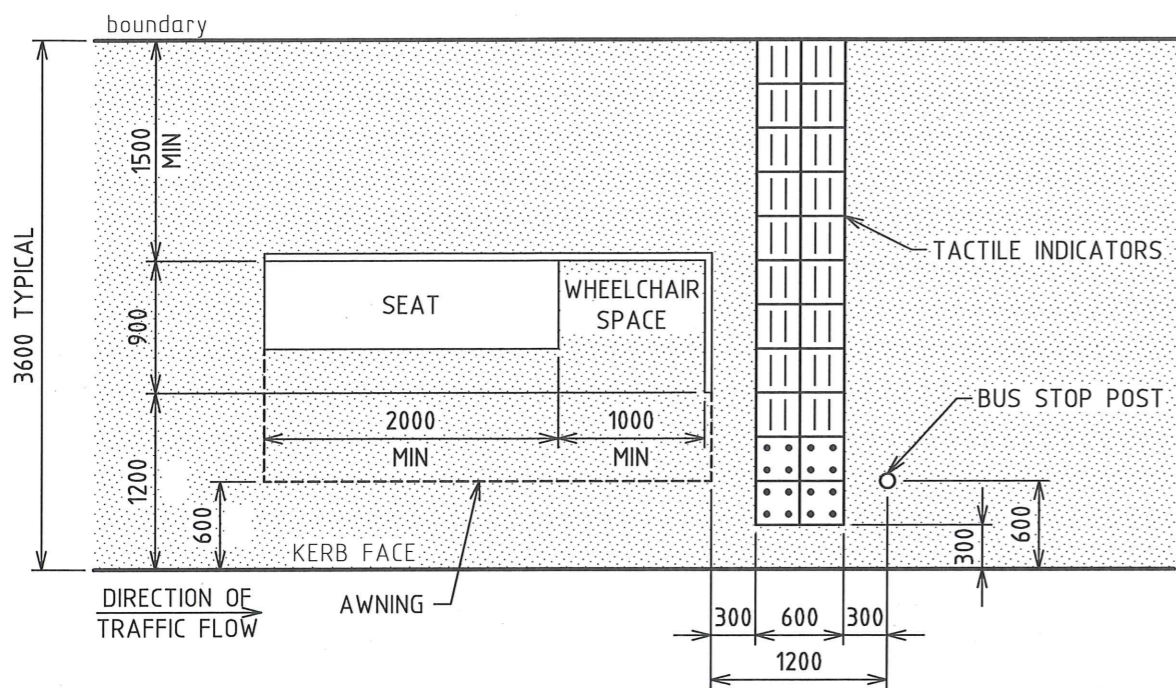 boundary
3600 TYPICAL
1500
MIN
900
1200
600
SEAT
WHEELCHAIR
SPACE
2000
MIN
1000
MIN
TACTILE INDICATORS
BUS STOP POST
KERB FACE
AWNING
DIRECTION OF
TRAFFIC FLOW
300
600
300
600
300
1200